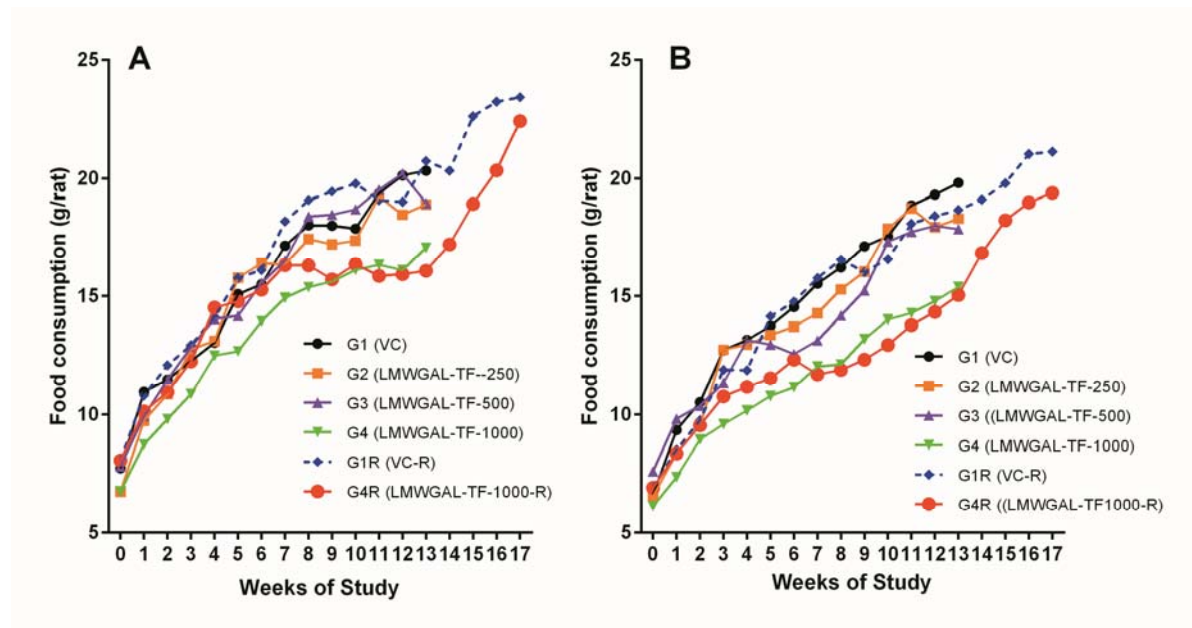 A
Food consumption (g/rat)
25
20
15
10
5
G1 (VC)
G2 (LMWGAL-TF--250)
G3 (LMWGAL-TF-500)
G4 (LMWGAL-TF-1000)
G1R (VC-R)
G4R (LMWGAL-TF-1000-R)
0 1 2 3 4 5 6 7 8 9 10 11 12 13 14 15 16 17
Weeks of Study
B
Food consumption (g/rat)
25
20
15
10
5
G1 (VC)
G2 (LMWGAL-TF-250)
G3 ((LMWGAL-TF-500)
G4 (LMWGAL-TF-1000)
G1R (VC-R)
G4R ((LMWGAL-TF1000-R)
0 1 2 3 4 5 6 7 8 9 10 11 12 13 14 15 16 17
Weeks of Study